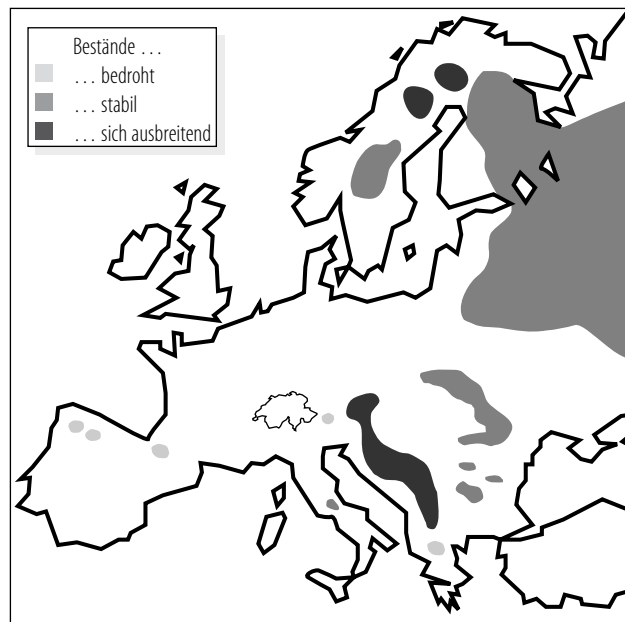 Bestände …
… bedroht
… stabil
… sich ausbreitend